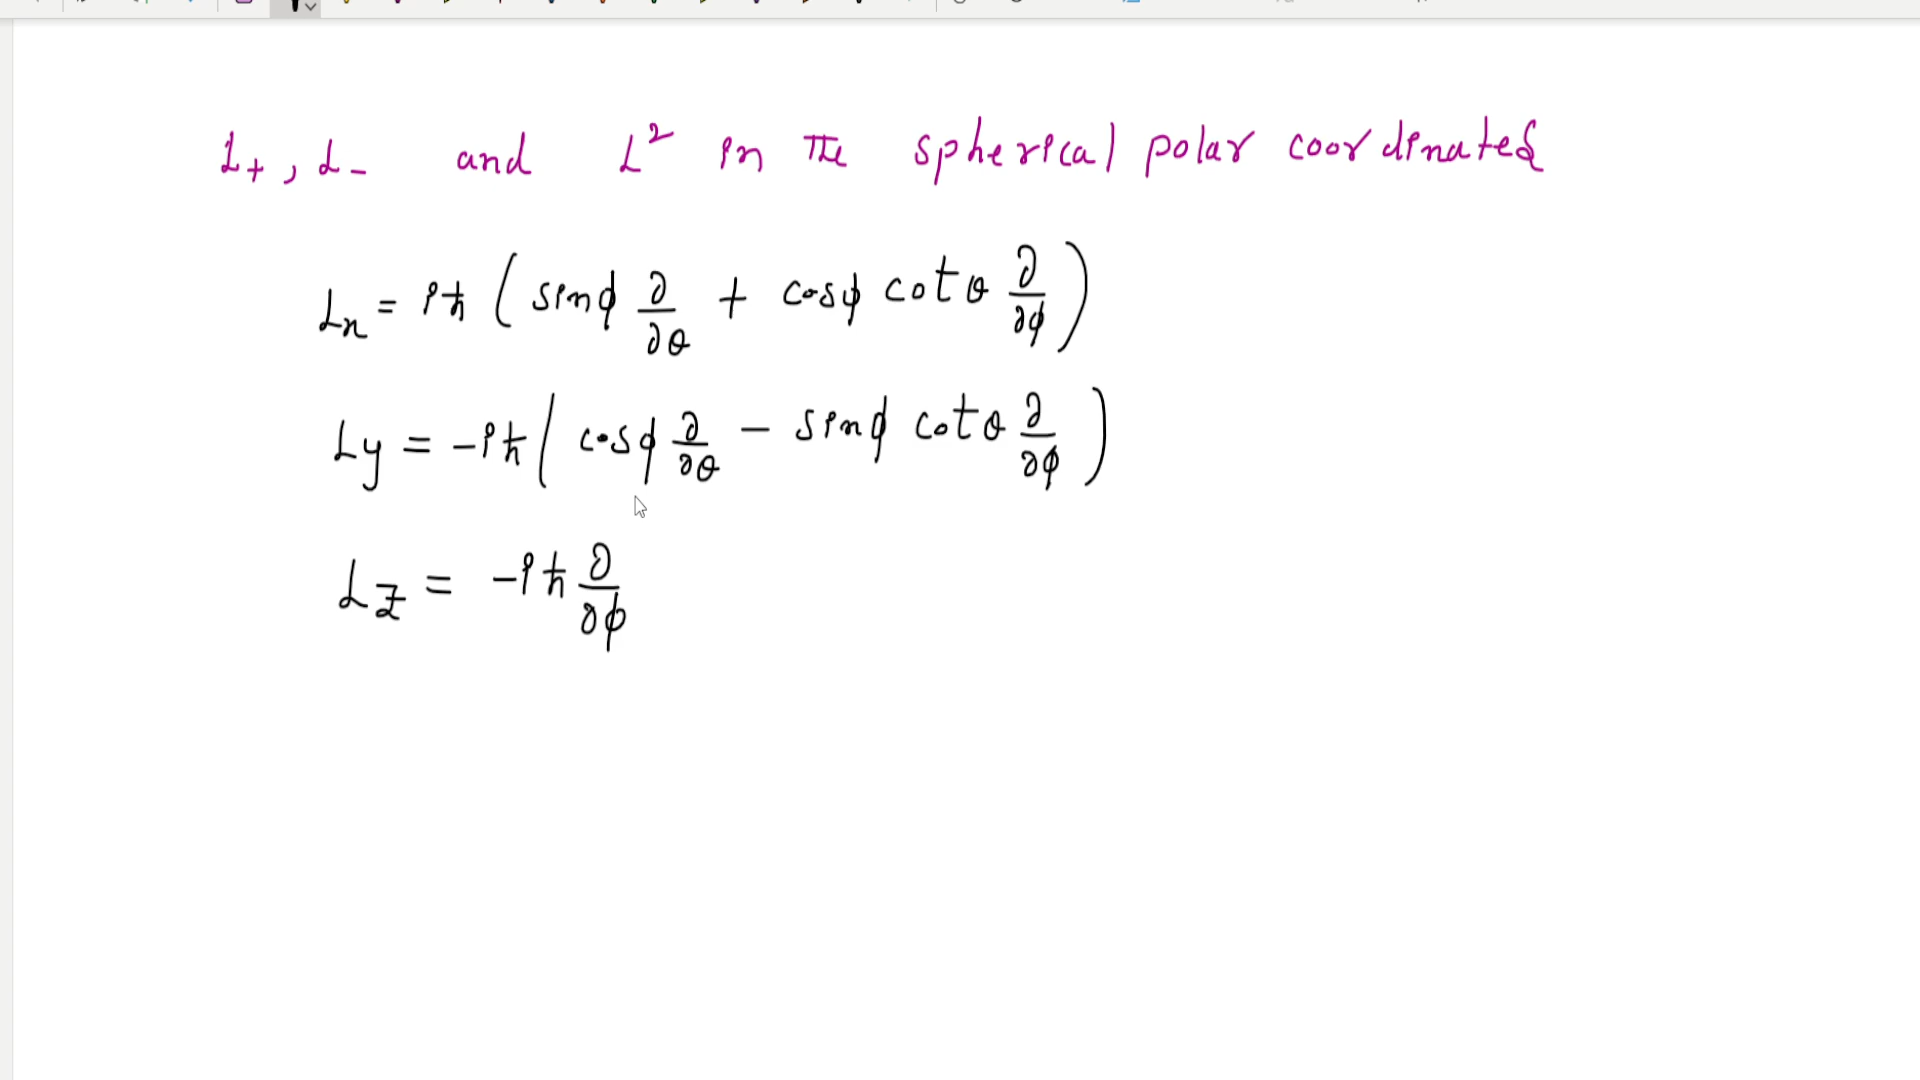 L+, L- and L² in the spherical polar coordinates
Lx = iħ ( sinφ ∂/∂θ + cosφ cotθ ∂/∂φ )
Ly = -iħ ( cosφ ∂/∂θ - sinφ cotθ ∂/∂φ )
Lz = -iħ ∂/∂φ